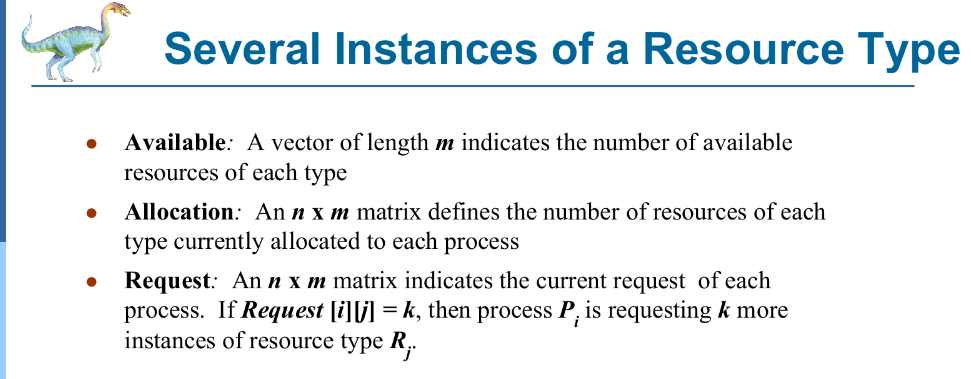 Several Instances of a Resource Type
● Available: A vector of length m indicates the number of available
resources of each type
● Allocation: An n x m matrix defines the number of resources of each
type currently allocated to each process
● Request: An n x m matrix indicates the current request of each
process. If Request [i][j] = k, then process Pi is requesting k more
instances of resource type Rj.